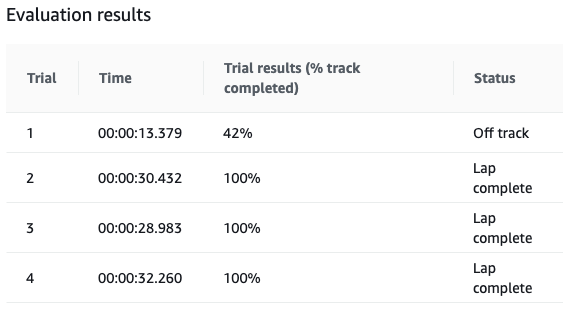 Evaluation results
Trial Time Trial results (% track completed) Status
1 00:00:13.379 42% Off track
2 00:00:30.432 100% Lap complete
3 00:00:28.983 100% Lap complete
4 00:00:32.260 100% Lap complete